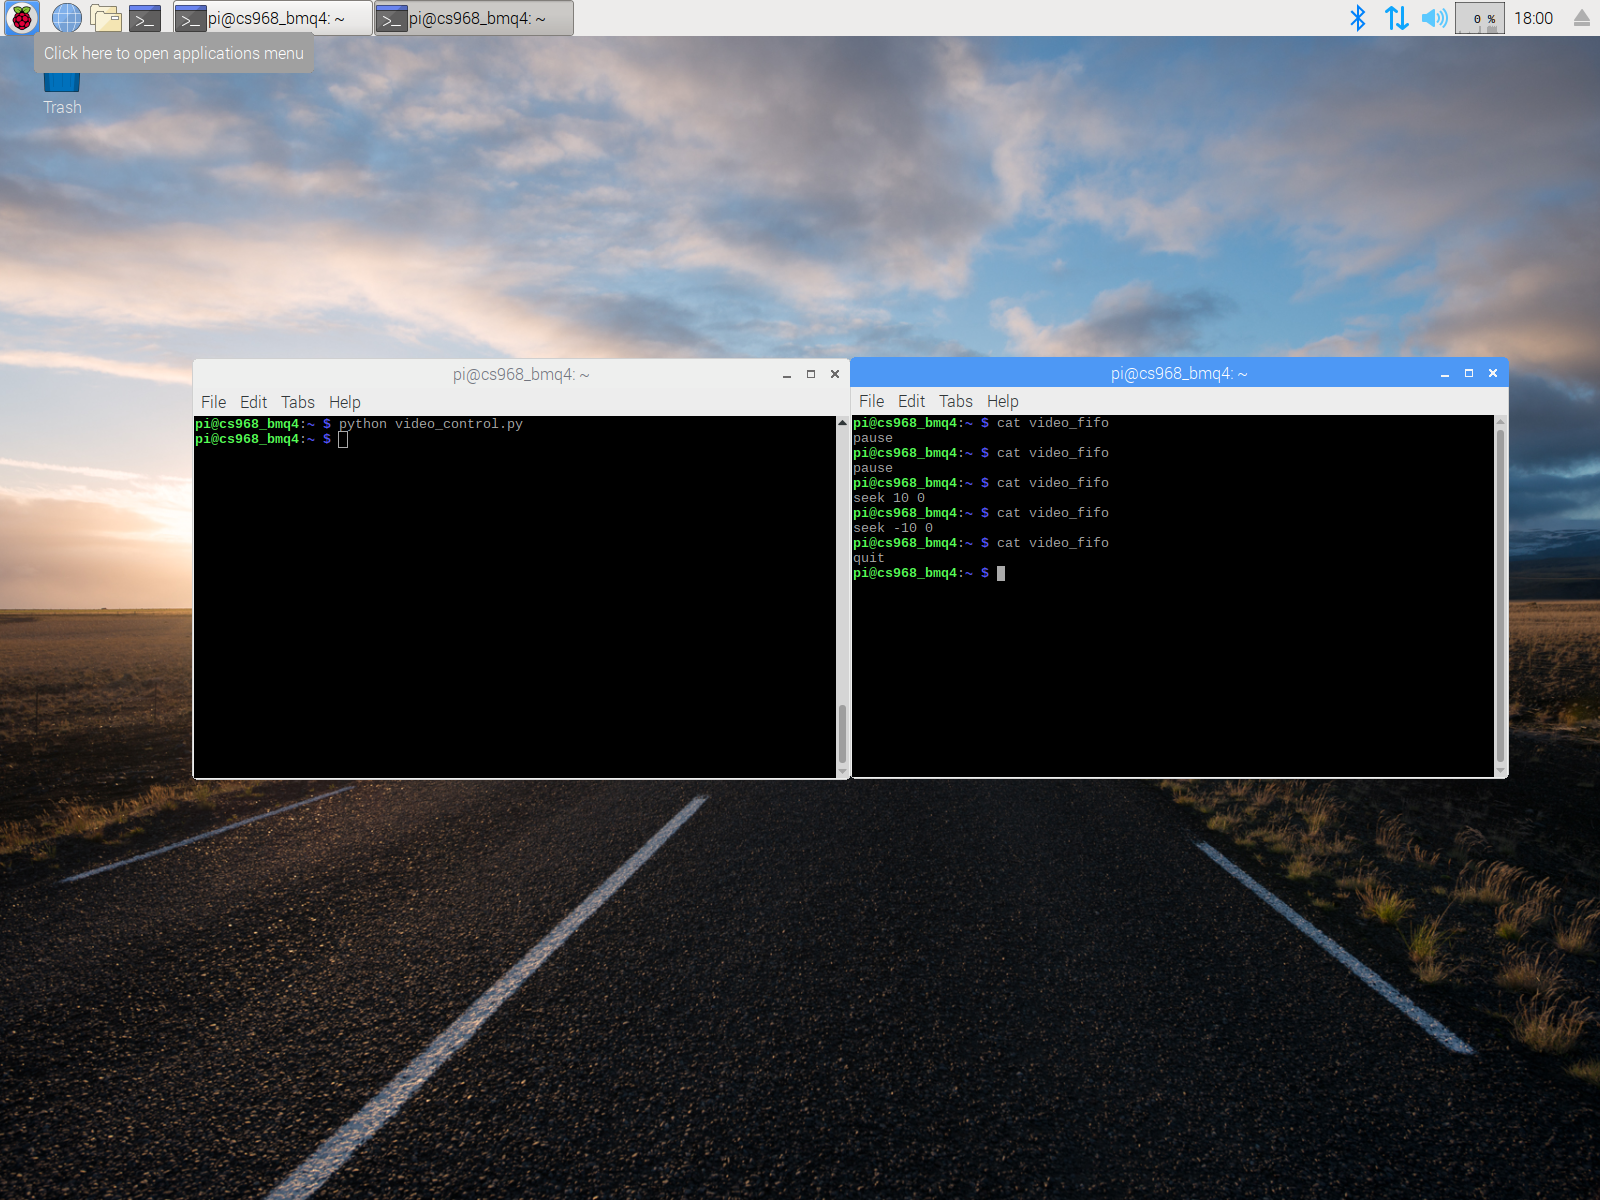 pi@cs968_bmq4: ~
pi@cs968_bmq4: ~
0 %
18:00
Click here to open applications menu
Trash
pi@cs968_bmq4: ~
File Edit Tabs Help
pi@cs968_bmq4:~ $ python video_control.py
pi@cs968_bmq4:~ $
pi@cs968_bmq4: ~
File Edit Tabs Help
pi@cs968_bmq4:~ $ cat video_fifo
pause
pi@cs968_bmq4:~ $ cat video_fifo
pause
pi@cs968_bmq4:~ $ cat video_fifo
seek 10 0
pi@cs968_bmq4:~ $ cat video_fifo
seek -10 0
pi@cs968_bmq4:~ $ cat video_fifo
quit
pi@cs968_bmq4:~ $